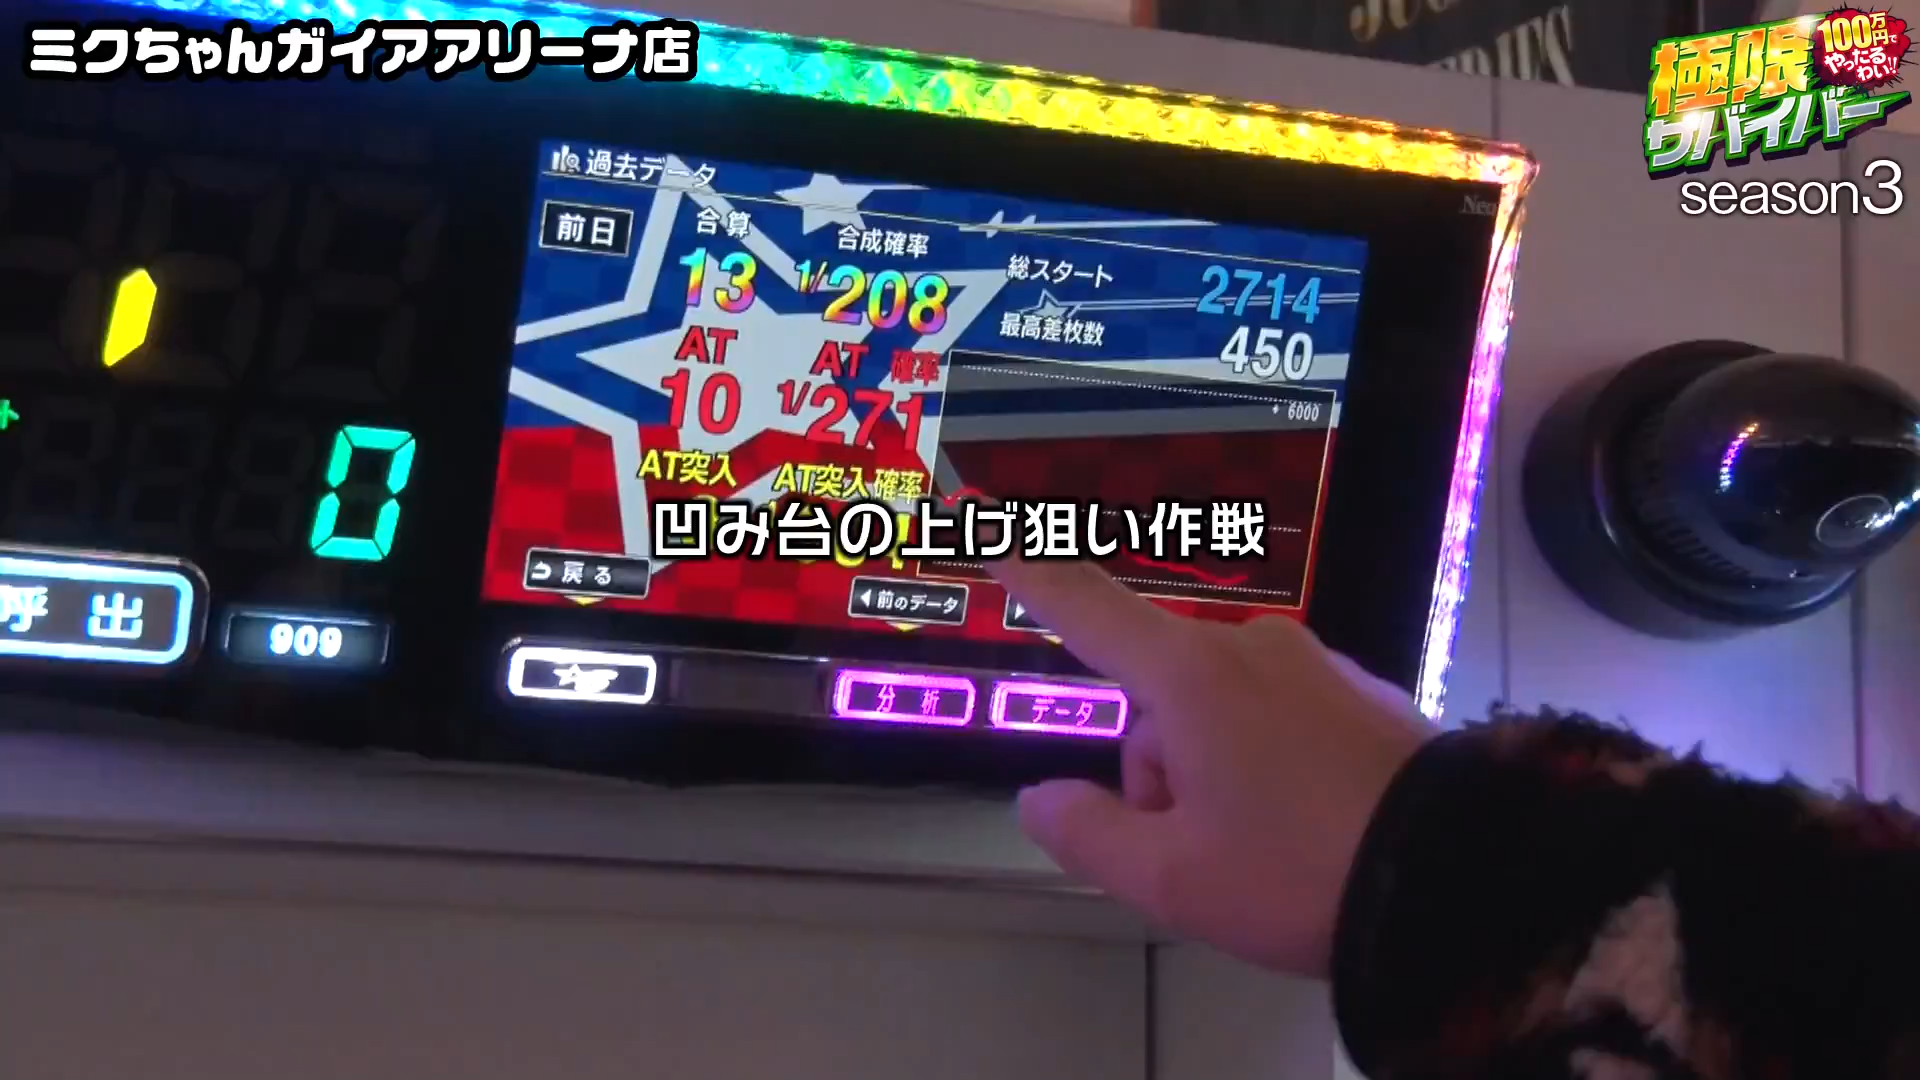 ミクちゃんガイアアリーナ店
極限
サバイバー
100万円で
やったる
わい!!
season3
過去データ
前日
合算
13
合成確率
1/208
総スタート
2714
最高差枚数
450
AT
10
AT 確率
1/271
+ 6000
AT突入
AT突入確率
凹み台の上げ狙い作戦
戻る
◀前のデータ
0
呼出
909
分析
データ